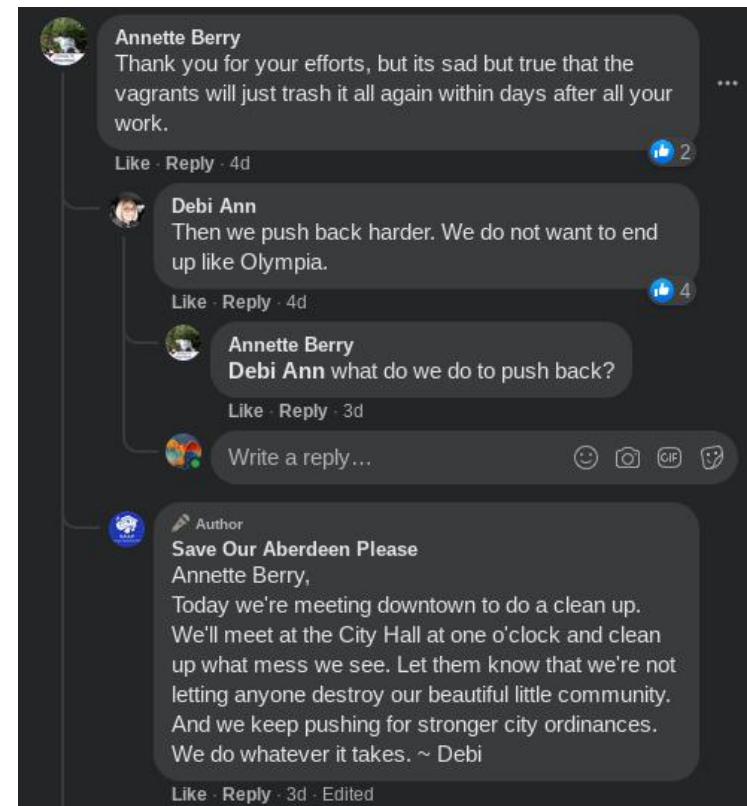 Annette Berry
Thank you for your efforts, but its sad but true that the
vagrants will just trash it all again within days after all your
work.
2
Like · Reply · 4d
Debi Ann
Then we push back harder. We do not want to end
up like Olympia.
4
Like · Reply · 4d
Annette Berry
Debi Ann what do we do to push back?
Like · Reply · 3d
Write a reply…
GIF
Author
Save Our Aberdeen Please
Annette Berry,
Today we're meeting downtown to do a clean up.
We'll meet at the City Hall at one o'clock and clean
up what mess we see. Let them know that we're not
letting anyone destroy our beautiful little community.
And we keep pushing for stronger city ordinances.
We do whatever it takes. ~ Debi
Like · Reply · 3d · Edited